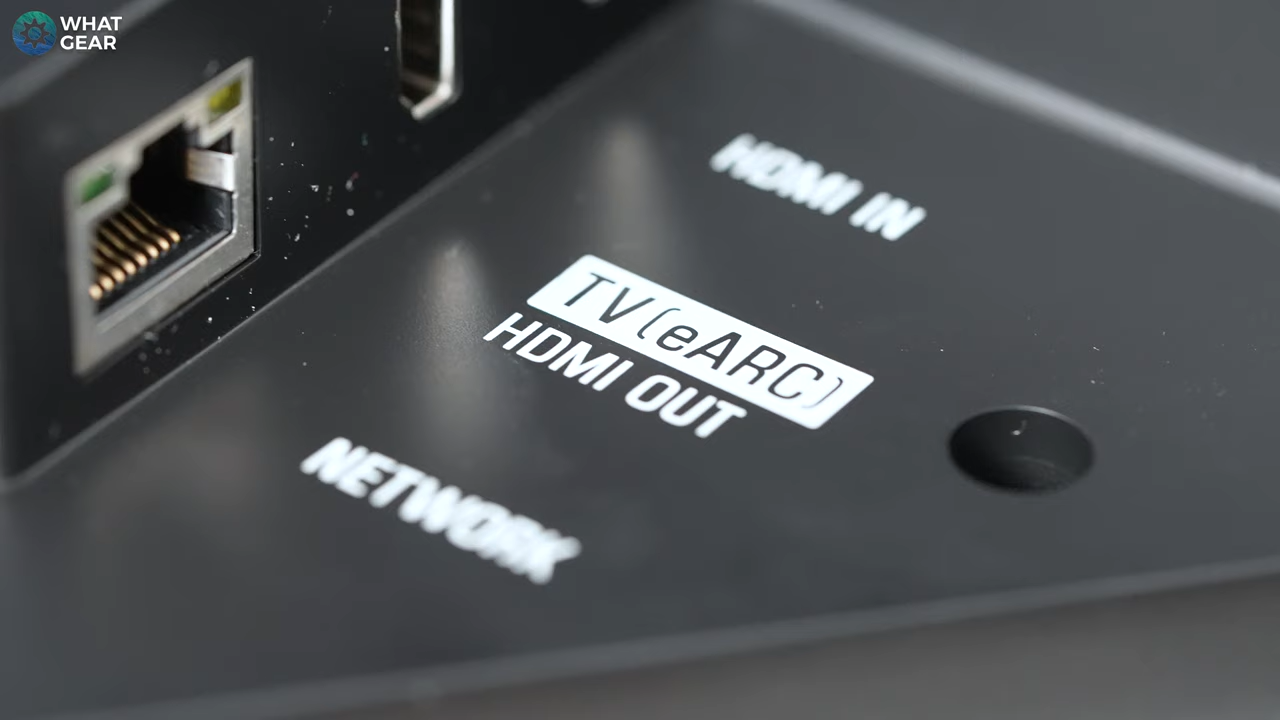 WHAT
GEAR
HDMI IN
TV (eARC)
HDMI OUT
NETWORK